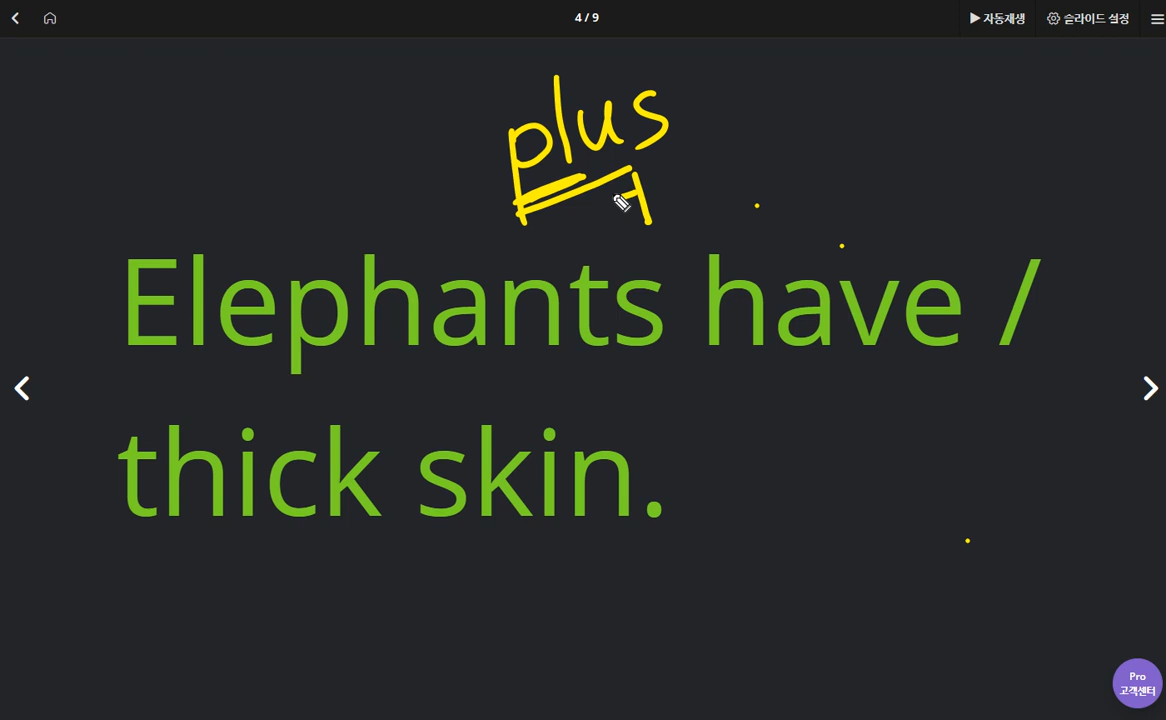 4 / 9
▶ 자동재생
슬라이드 설정
plus
Elephants have /
thick skin.
Pro
고객센터